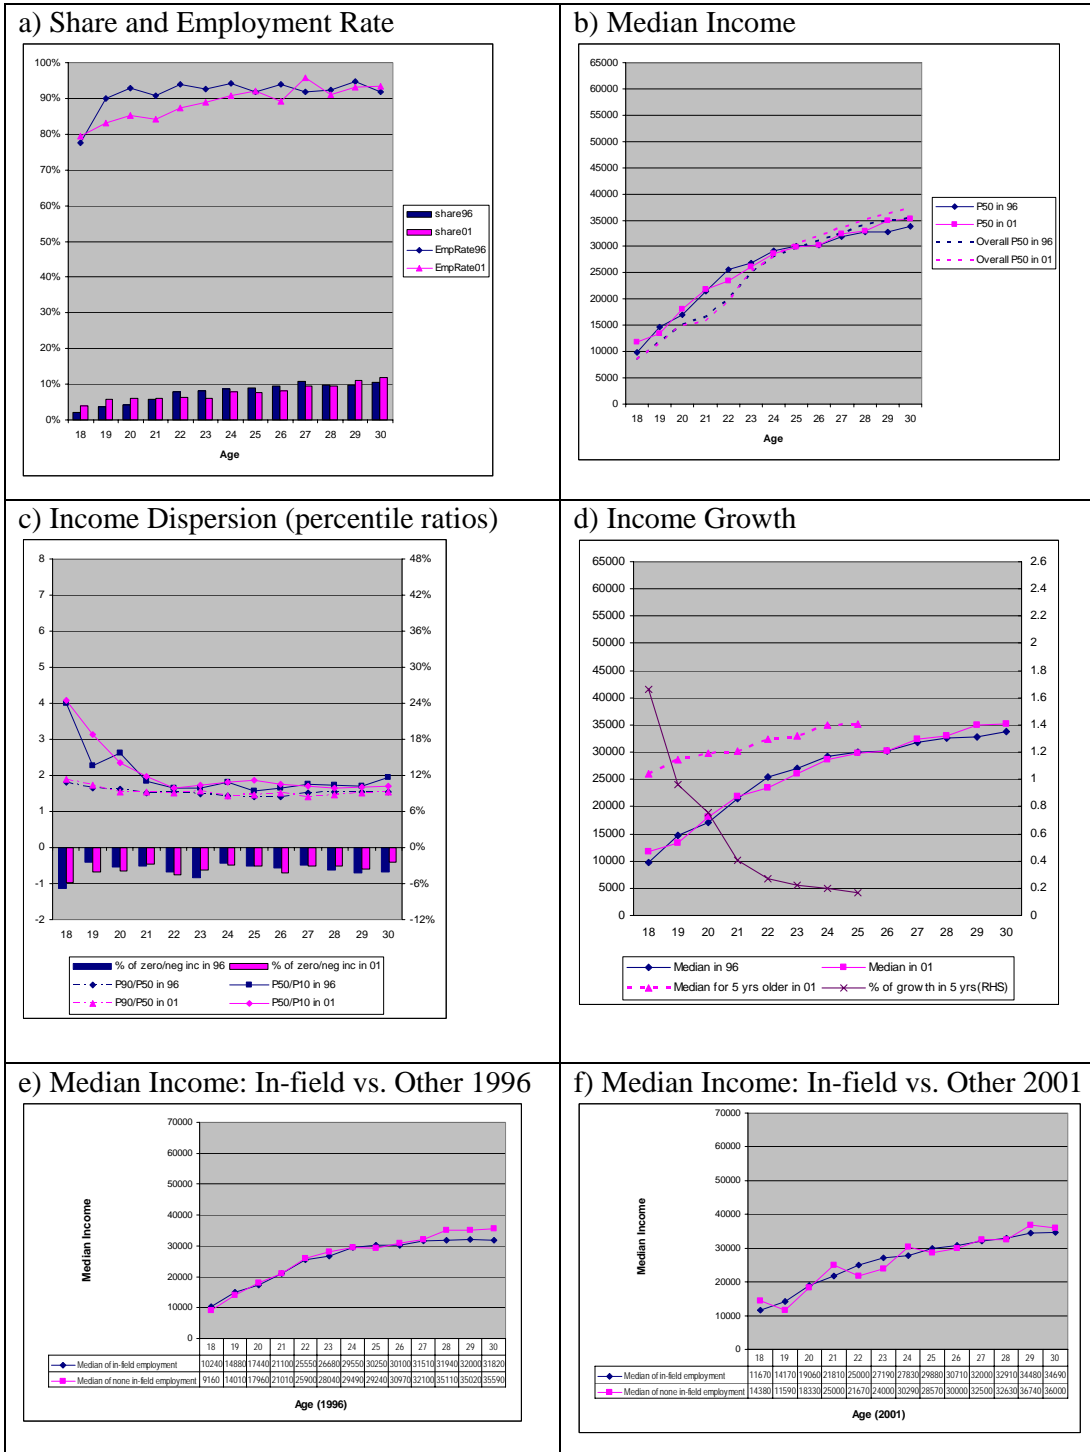 a) Share and Employment Rate
100%
90%
80%
70%
60%
50%
40%
30%
20%
10%
0%
18 19 20 21 22 23 24 25 26 27 28 29 30
Age
share96
share01
EmpRate96
EmpRate01
b) Median Income
65000
60000
55000
50000
45000
40000
35000
30000
25000
20000
15000
10000
5000
0
18 19 20 21 22 23 24 25 26 27 28 29 30
Age
P50 in 96
P50 in 01
Overall P50 in 96
Overall P50 in 01
c) Income Dispersion (percentile ratios)
8 48%
7 42%
6 36%
5 30%
4 24%
3 18%
2 12%
1 6%
0 0%
-1 -6%
-2 -12%
18 19 20 21 22 23 24 25 26 27 28 29 30
% of zero/neg inc in 96 % of zero/neg inc in 01
P90/P50 in 96 P50/P10 in 96
P90/P50 in 01 P50/P10 in 01
d) Income Growth
65000 2.6
60000 2.4
55000 2.2
50000 2
45000 1.8
40000 1.6
35000 1.4
30000 1.2
25000 1
20000 0.8
15000 0.6
10000 0.4
5000 0.2
0 0
18 19 20 21 22 23 24 25 26 27 28 29 30
Median in 96 Median in 01
Median for 5 yrs older in 01 % of growth in 5 yrs(RHS)
e) Median Income: In-field vs. Other 1996
Median Income
70000
60000
50000
40000
30000
20000
10000
0
18 19 20 21 22 23 24 25 26 27 28 29 30
Median of in-field employment 10240 14880 17440 21100 25550 26680 29550 30250 30100 31510 31940 32000 31820
Median of none in-field employment 9160 14010 17960 21010 25900 28040 29490 29240 30970 32100 35110 35020 35590
Age (1996)
f) Median Income: In-field vs. Other 2001
Median Income
70000
60000
50000
40000
30000
20000
10000
0
18 19 20 21 22 23 24 25 26 27 28 29 30
Median of in-field employment 11670 14170 19060 21810 25000 27190 27830 29880 30710 32000 32910 34480 34690
Median of none in-field employment 14380 11590 18330 25000 21670 24000 30290 28570 30000 32500 32630 36740 36000
Age (2001)